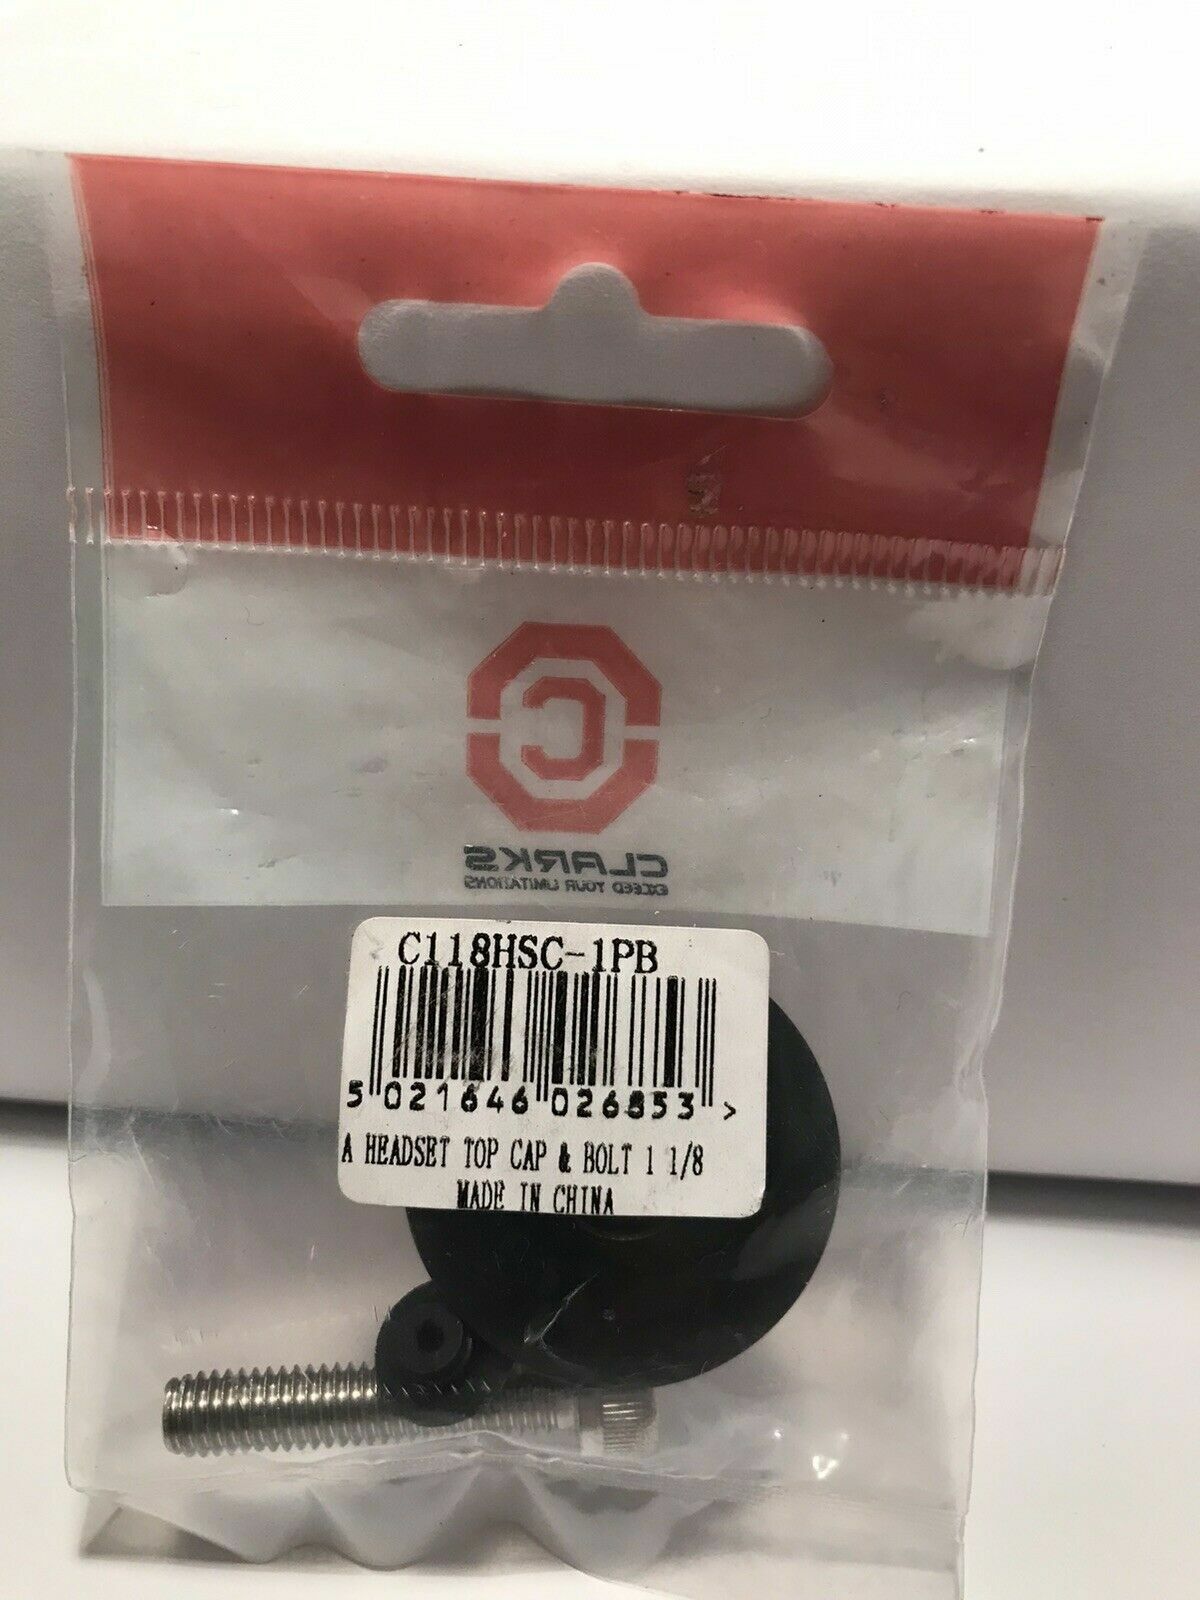 CLARKS
EXCEED YOUR LIMITATIONS
C118HSC-1PB
5 021646 026853 >
A HEADSET TOP CAP & BOLT 1 1/8
MADE IN CHINA